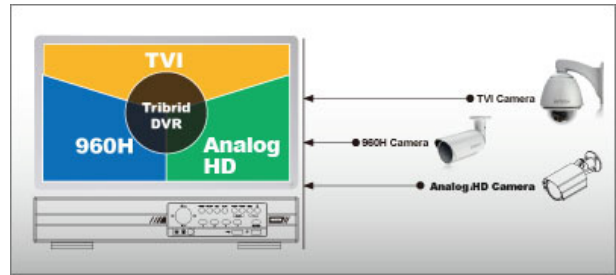 TVI
Tribrid
DVR
960H
Analog
HD
TVI Camera
960H Camera
Analog HD Camera